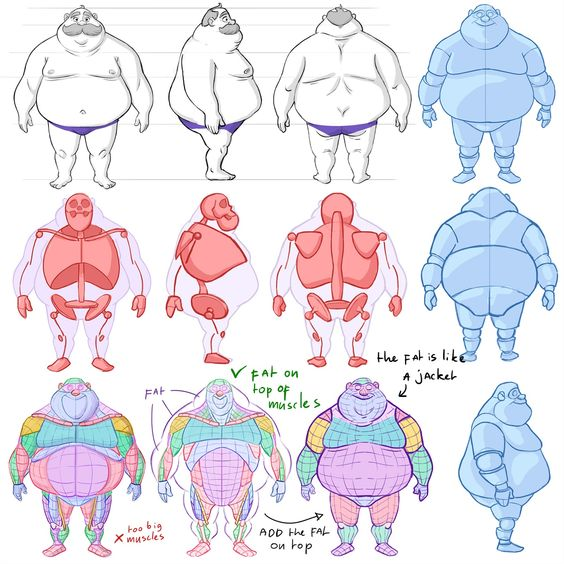 the FAt is like
A jAcket
✓ FAt on
top of
muscles
FAt
too big
✗ muscles
ADD the FAt
on top